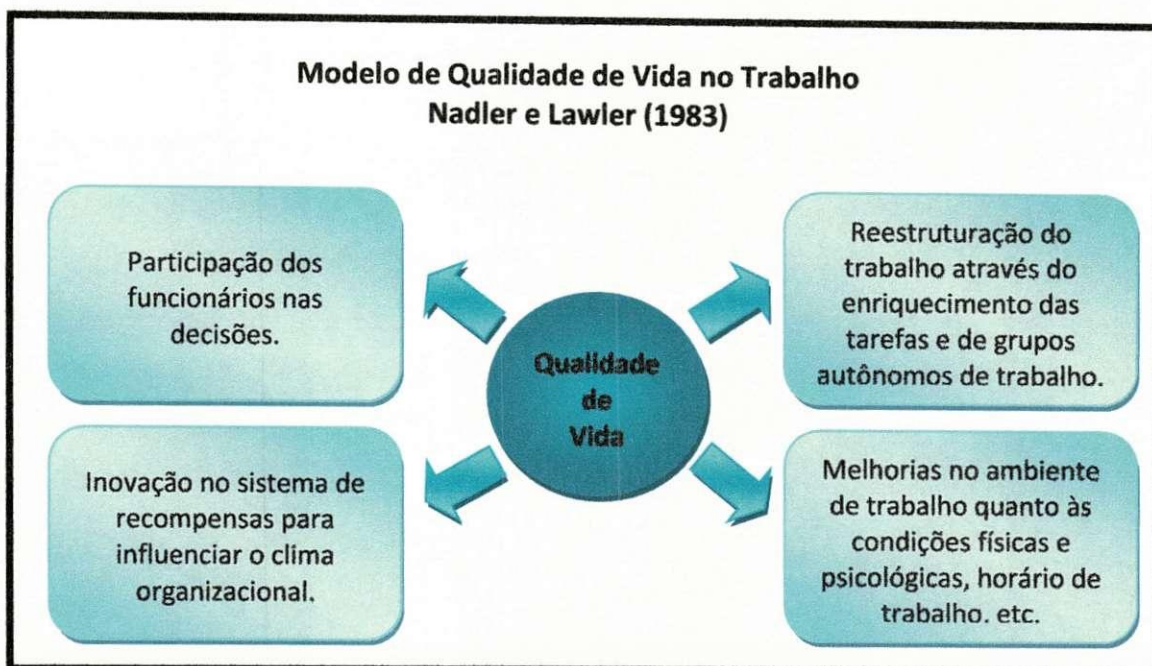 Modelo de Qualidade de Vida no Trabalho
Nadler e Lawler (1983)
Participação dos
funcionários nas
decisões.
Reestruturação do
trabalho através do
enriquecimento das
tarefas e de grupos
autônomos de trabalho.
Qualidade
de
Vida
Inovação no sistema de
recompensas para
influenciar o clima
organizacional.
Melhorias no ambiente
de trabalho quanto às
condições físicas e
psicológicas, horário de
trabalho. etc.